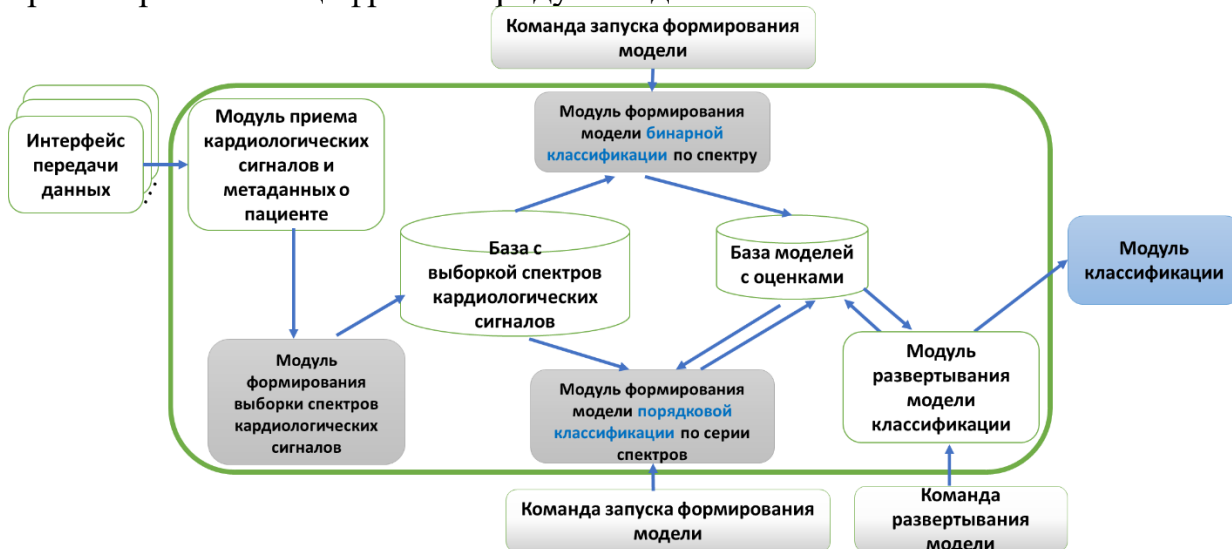 Команда запуска формирования
модели
Интерфейс
передачи
данных
Модуль приема
кардиологических
сигналов и
метаданных о
пациенте
Модуль формирования
модели бинарной
классификации по спектру
База с
выборкой спектров
кардиологических
сигналов
База моделей
с оценками
Модуль
классификации
Модуль
формирования
выборки спектров
кардиологических
сигналов
Модуль формирования
модели порядковой
классификации по серии
спектров
Модуль
развертывания
модели
классификации
Команда запуска формирования
модели
Команда
развертывания
модели